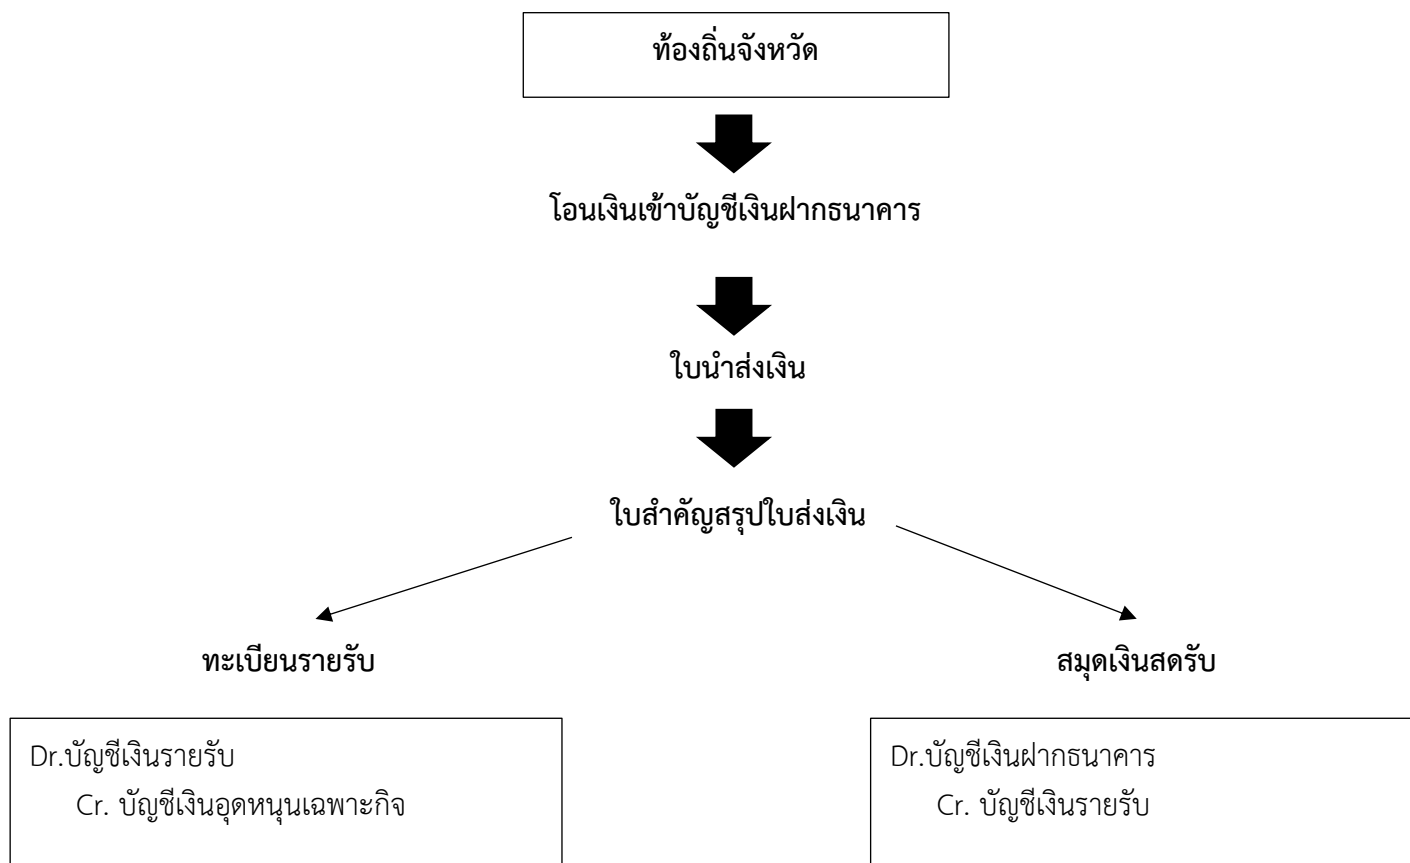 ท้องถิ่นจังหวัด
โอนเงินเข้าบัญชีเงินฝากธนาคาร
ใบนำส่งเงิน
ใบสำคัญสรุปใบส่งเงิน
ทะเบียนรายรับ
สมุดเงินสดรับ
Dr.บัญชีเงินรายรับ
Cr. บัญชีเงินอุดหนุนเฉพาะกิจ
Dr.บัญชีเงินฝากธนาคาร
Cr. บัญชีเงินรายรับ